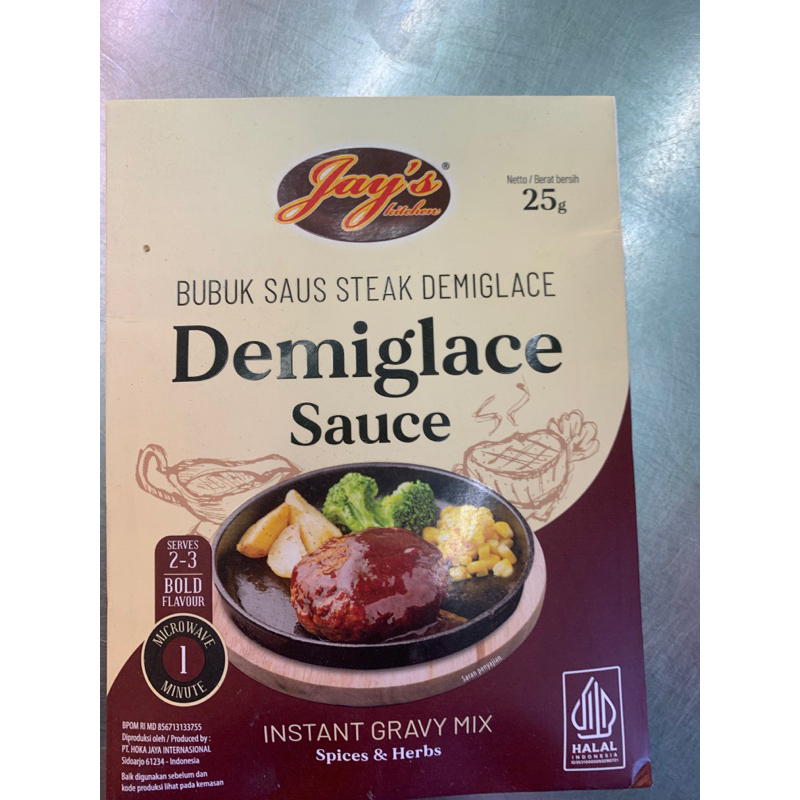 Jay's®
kitchen
Netto / Berat bersih
25g
BUBUK SAUS STEAK DEMIGLACE
Demiglace
Sauce
SERVES
2-3
BOLD
FLAVOUR
MICROWAVE
1
MINUTE
Saran penyajian
BPOM RI MD 856713133755
Diproduksi oleh / Produced by :
PT. HOKA JAYA INTERNASIONAL
Sidoarjo 61234 - Indonesia
Baik digunakan sebelum dan
kode produksi lihat pada kemasan
INSTANT GRAVY MIX
Spices & Herbs
HALAL
INDONESIA